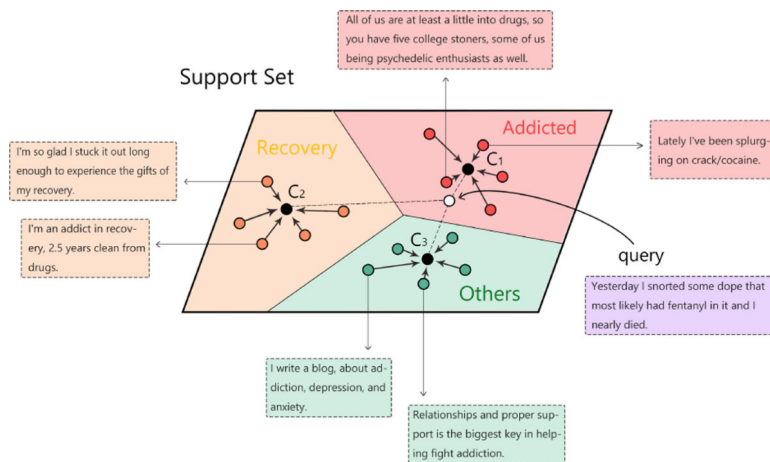 All of us are at least a little into drugs, so
you have five college stoners, some of us
being psychedelic enthusiasts as well.
Support Set
Addicted
Recovery
I'm so glad I stuck it out long
enough to experience the gifts of
my recovery.
Lately I've been splurg-
ing on crack/cocaine.
C1
C2
I'm an addict in recov-
ery, 2.5 years clean from
drugs.
C3
query
Others
Yesterday I snorted some dope that
most likely had fentanyl in it and I
nearly died.
I write a blog, about ad-
diction, depression, and
anxiety.
Relationships and proper sup-
port is the biggest key in help-
ing fight addiction.